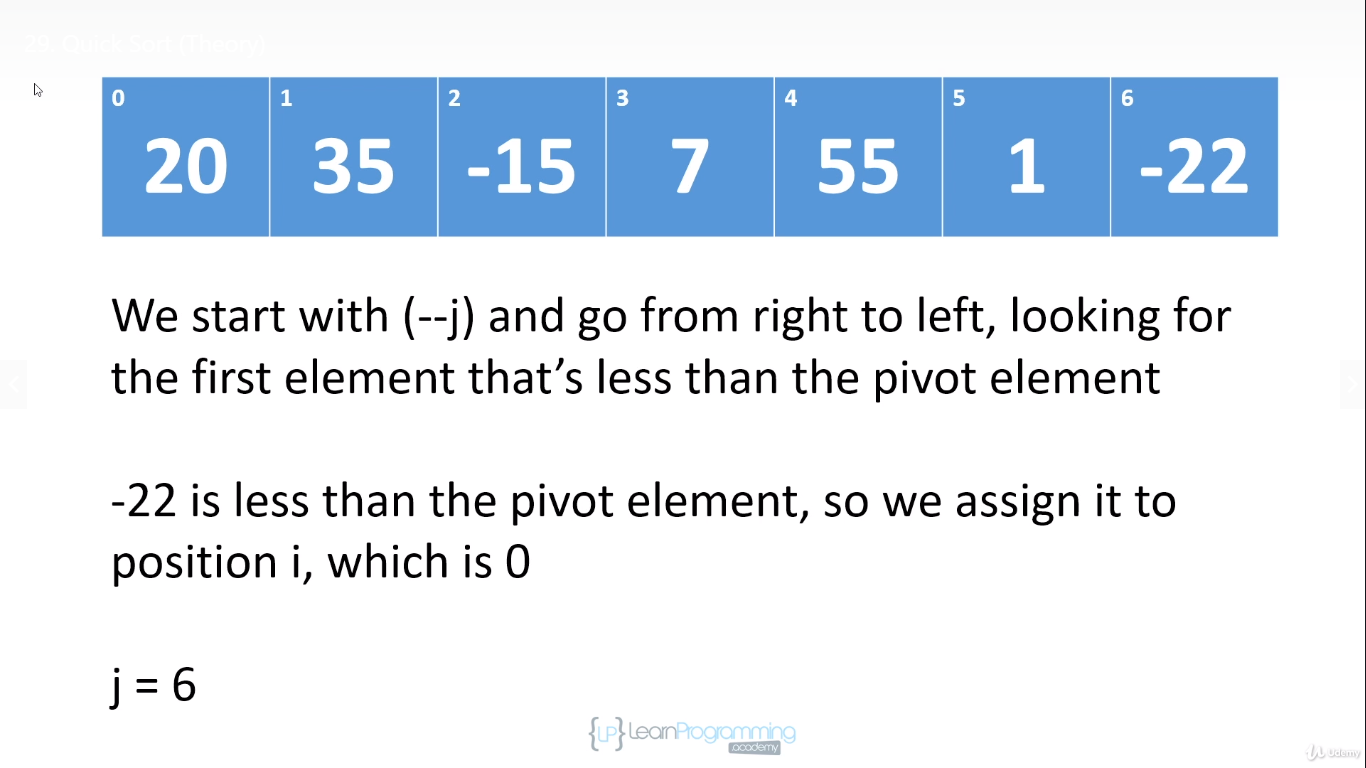 29. Quick Sort (Theory)
0 1 2 3 4 5 6
20 35 -15 7 55 1 -22
We start with (--j) and go from right to left, looking for
the first element that’s less than the pivot element
-22 is less than the pivot element, so we assign it to
position i, which is 0
j = 6
{LP} LearnProgramming
.academy
Udemy